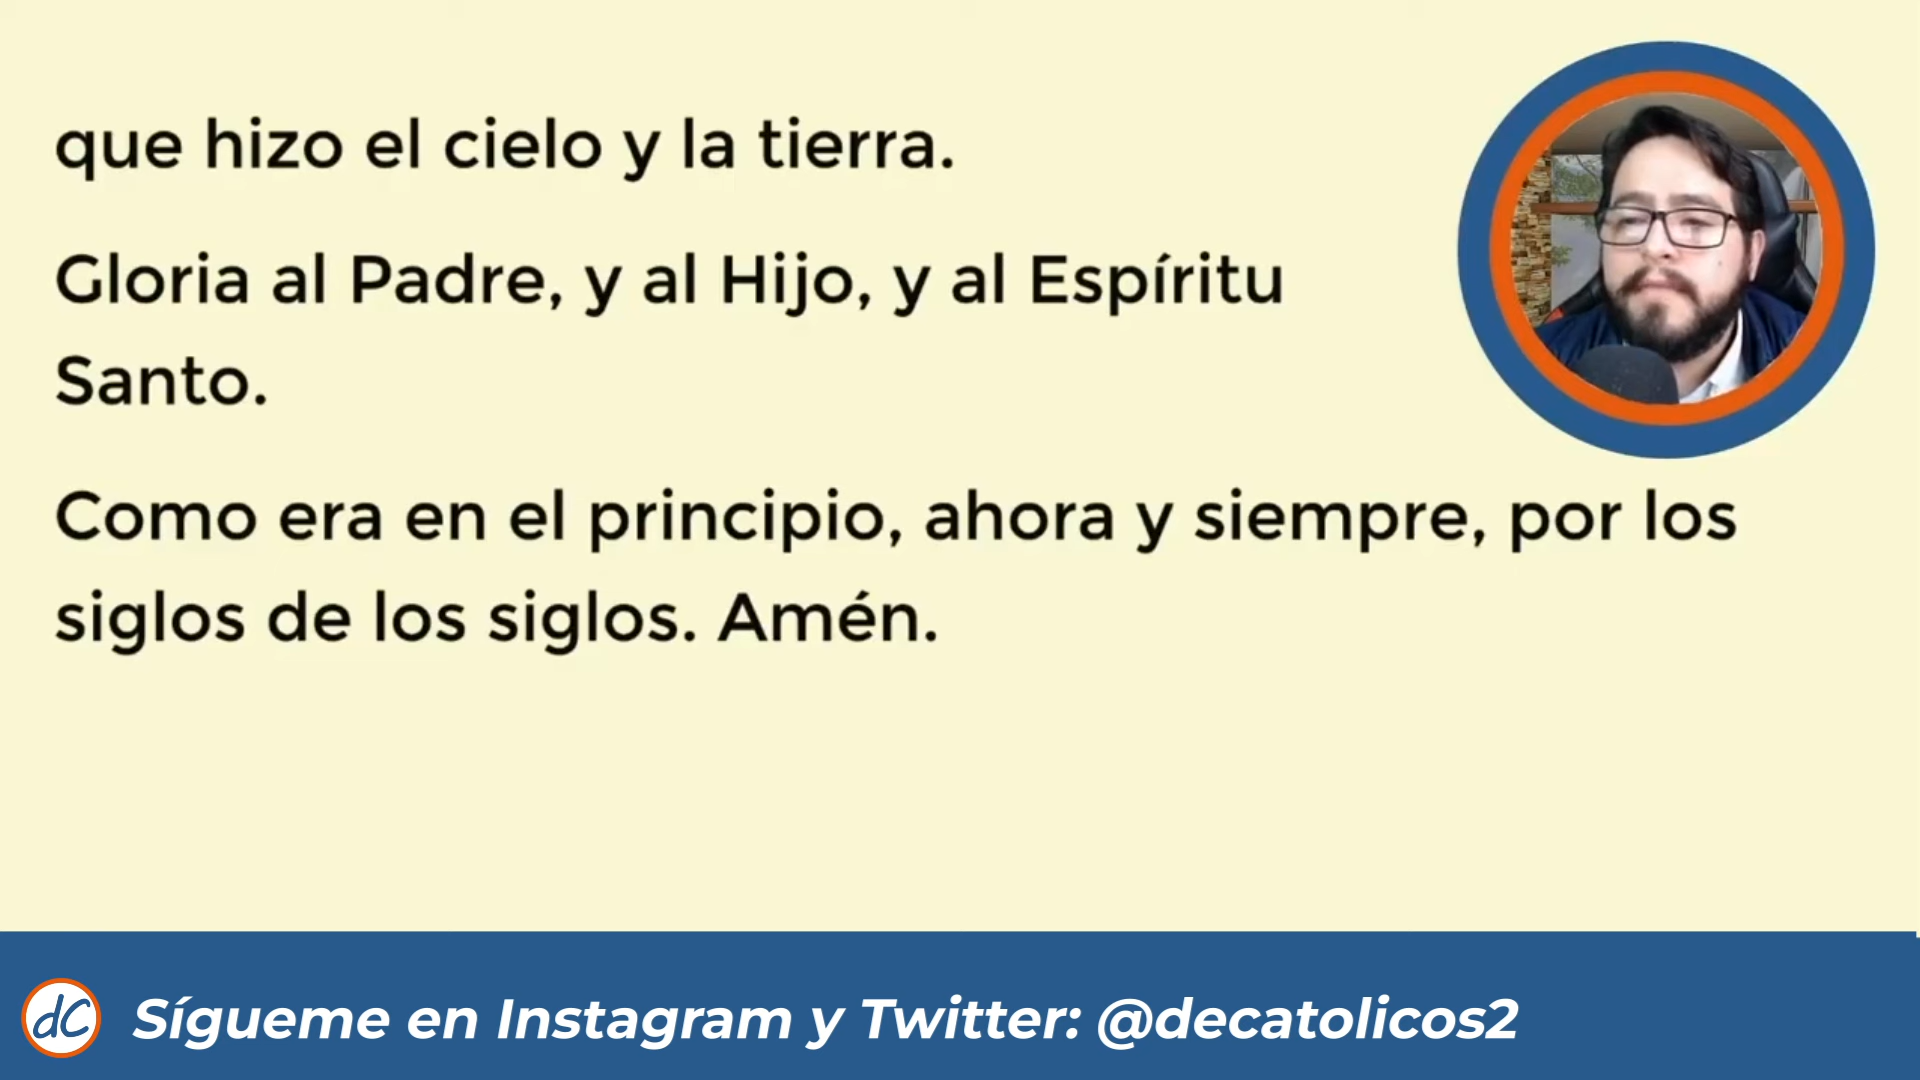 que hizo el cielo y la tierra.
Gloria al Padre, y al Hijo, y al Espíritu
Santo.
Como era en el principio, ahora y siempre, por los
siglos de los siglos. Amén.
dC Sígueme en Instagram y Twitter: @decatolicos2